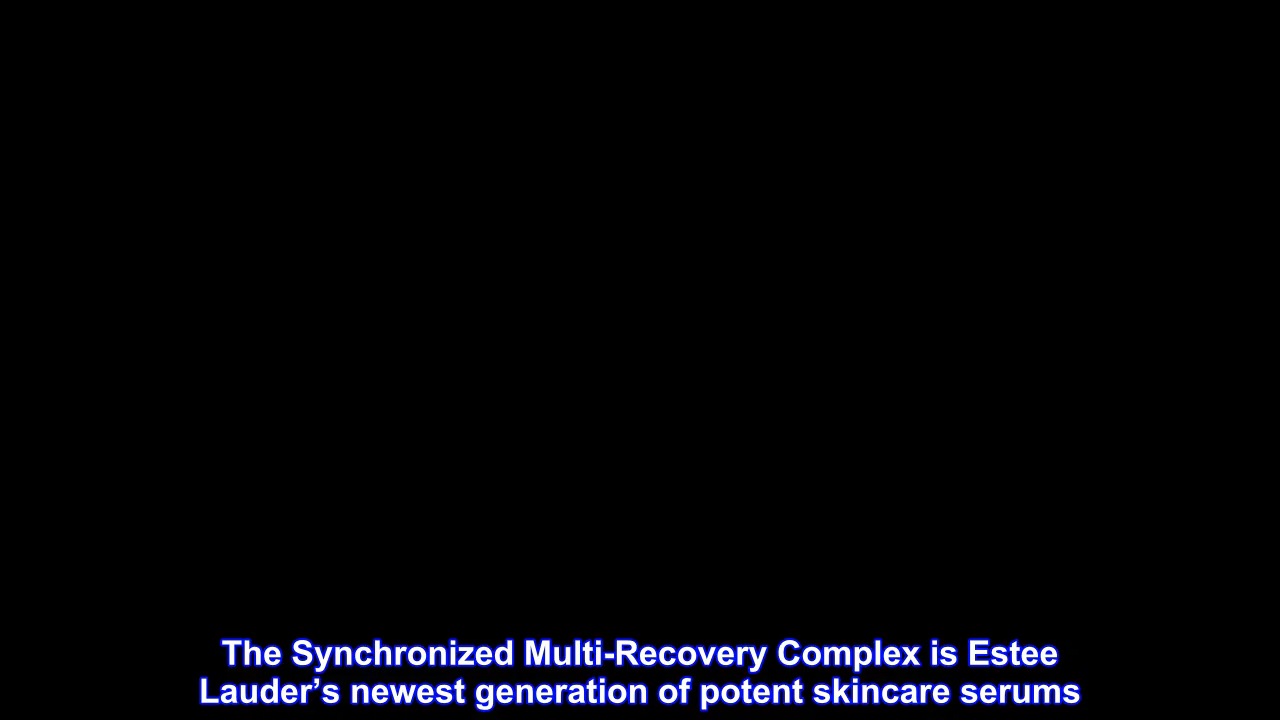 The Synchronized Multi-Recovery Complex is Estee
Lauder’s newest generation of potent skincare serums